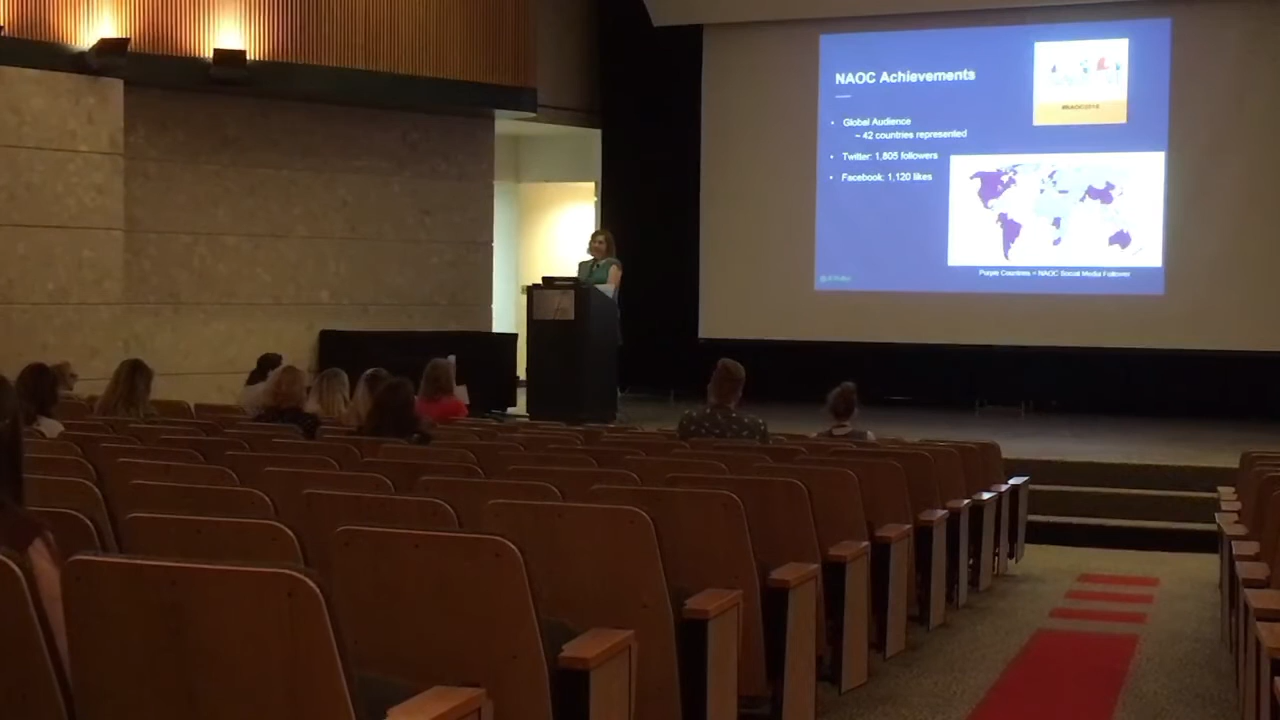 NAOC Achievements
• Global Audience
~ 42 countries represented
• Twitter: 1,805 followers
• Facebook: 1,120 likes
Purple Countries = NAOC Social Media Follower